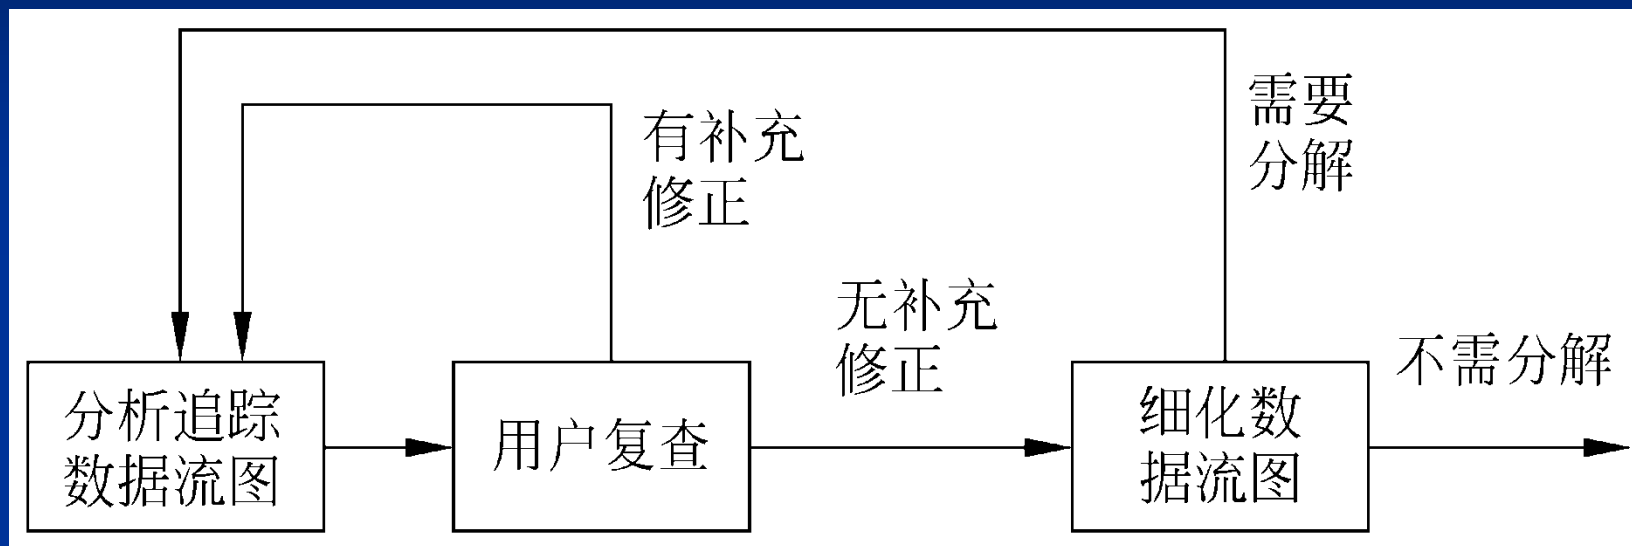 需要
分解
有补充
修正
无补充
修正
不需分解
分析追踪
数据流图
用户复查
细化数
据流图